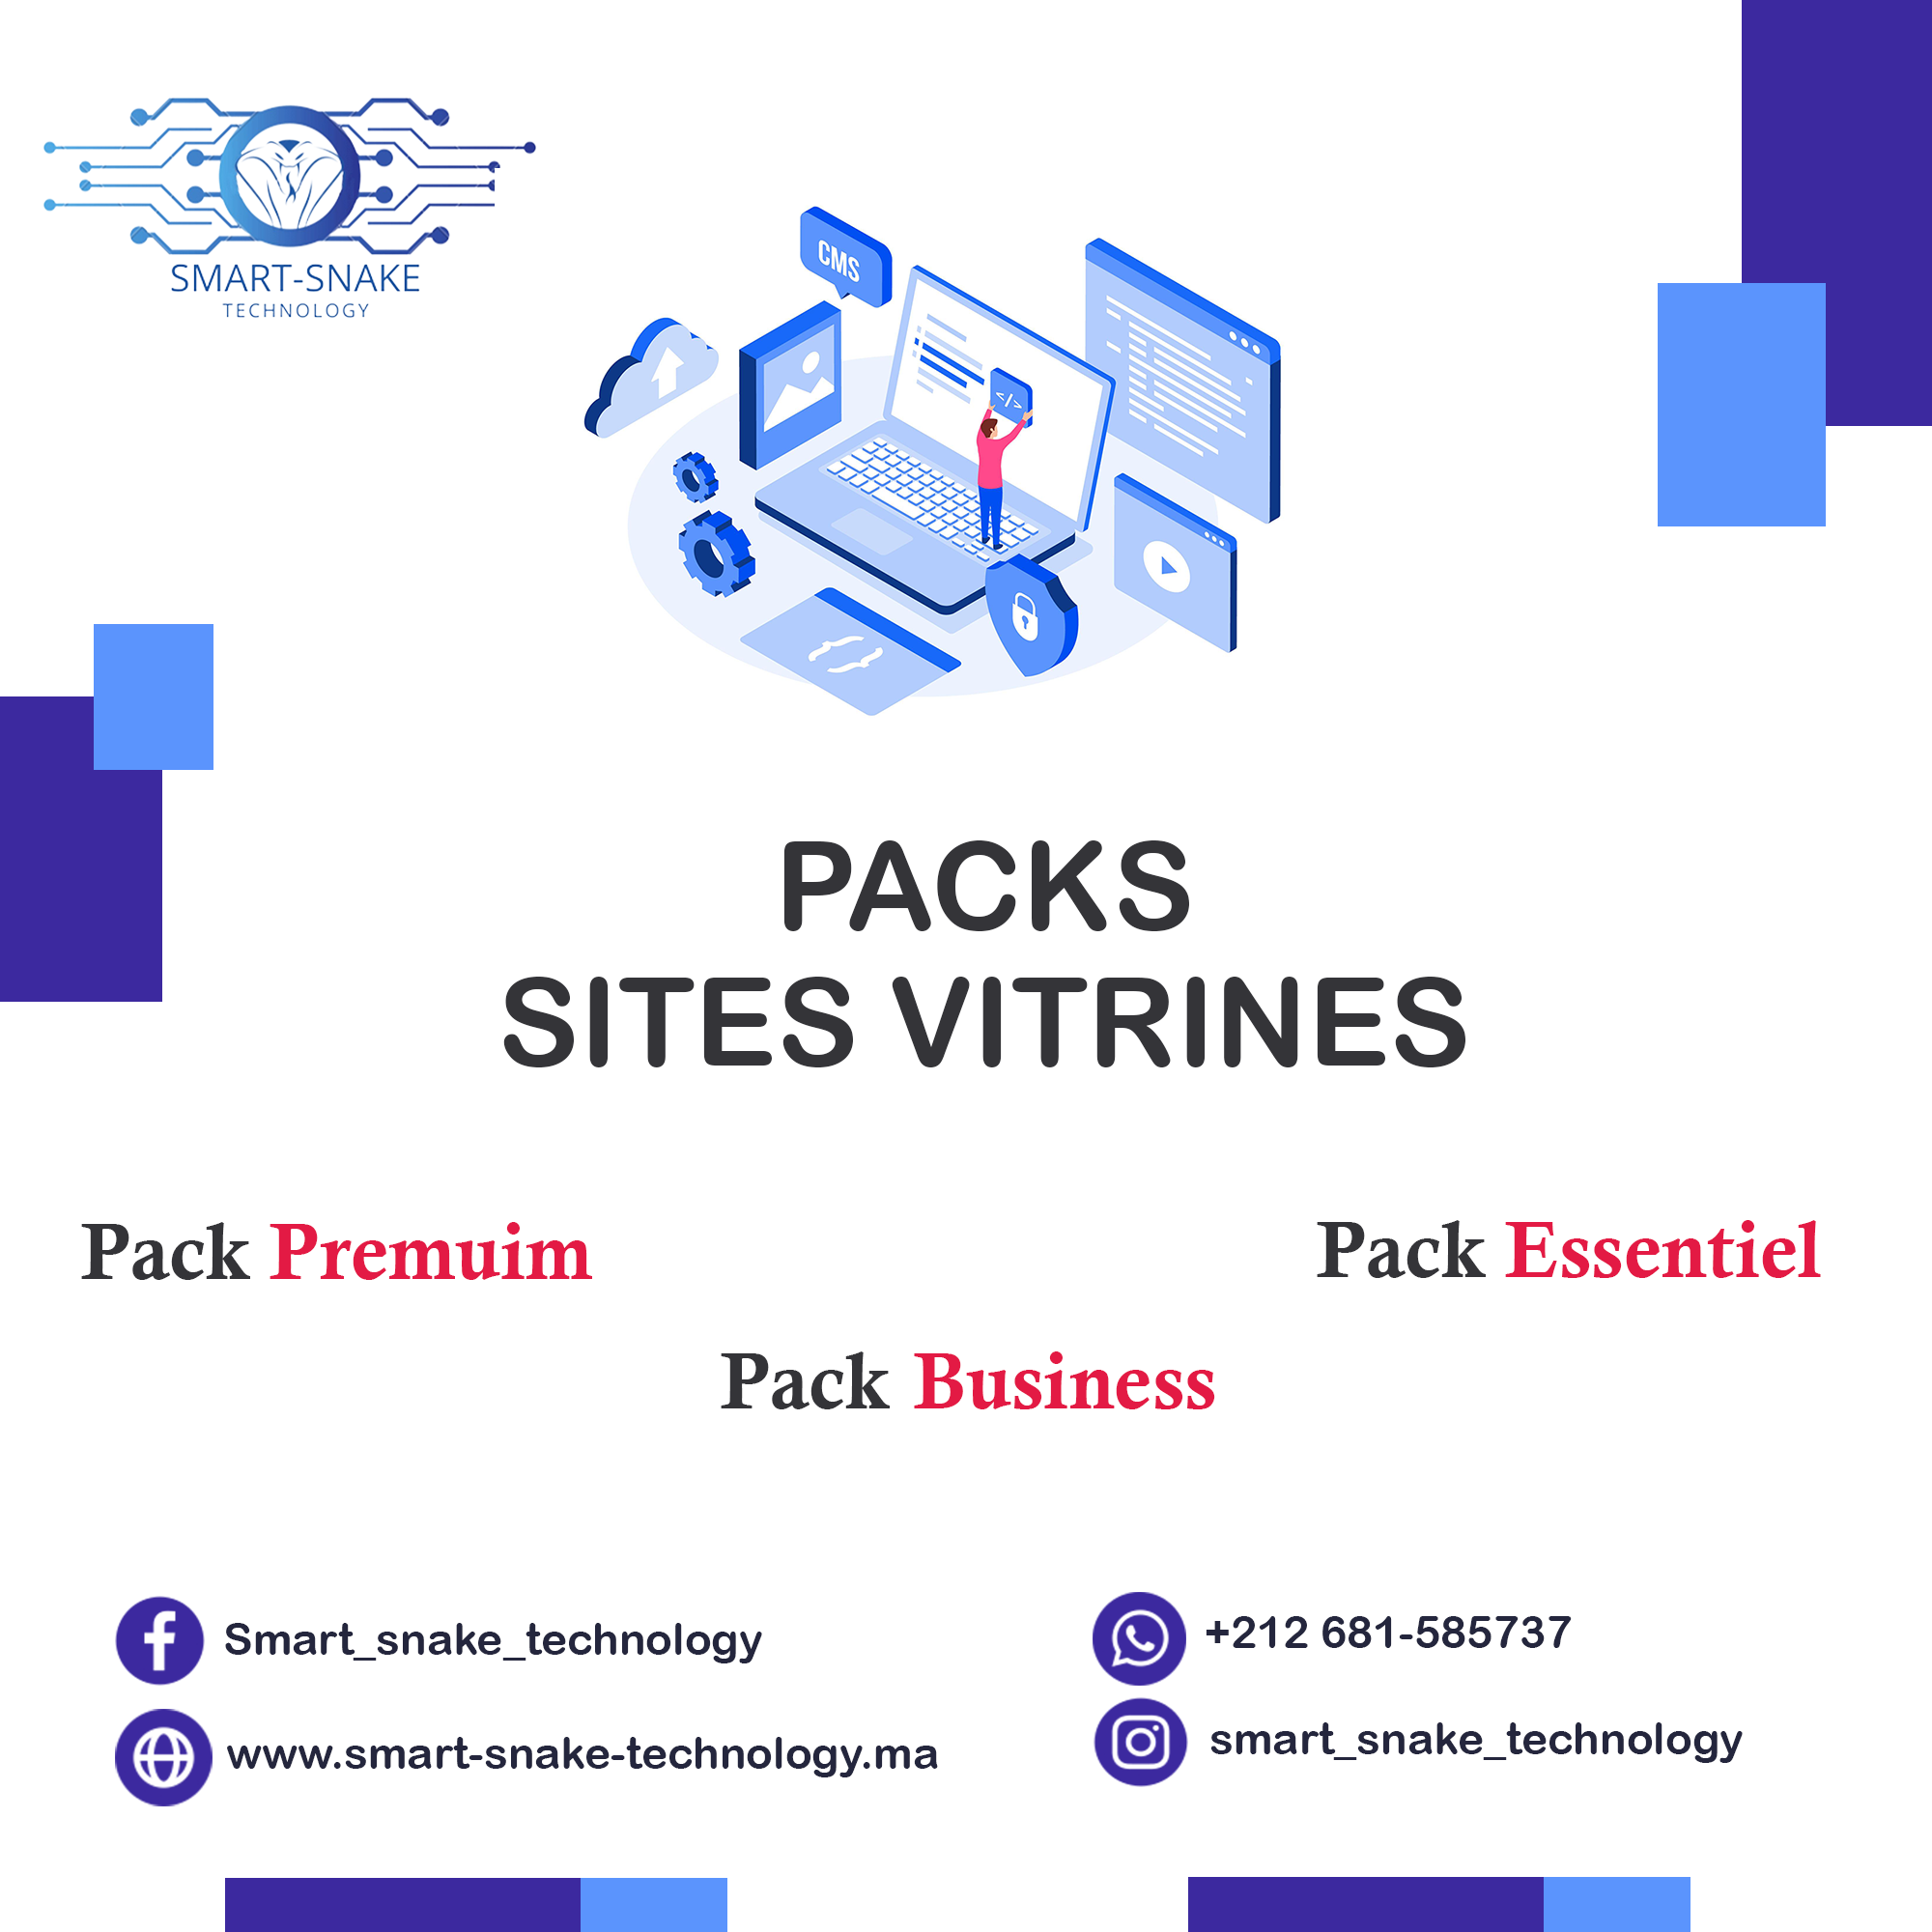 SMART-SNAKE
TECHNOLOGY
CMS
</>
PACKS
SITES VITRINES
Pack Premuim
Pack Essentiel
Pack Business
Smart_snake_technology
+212 681-585737
www.smart-snake-technology.ma
smart_snake_technology